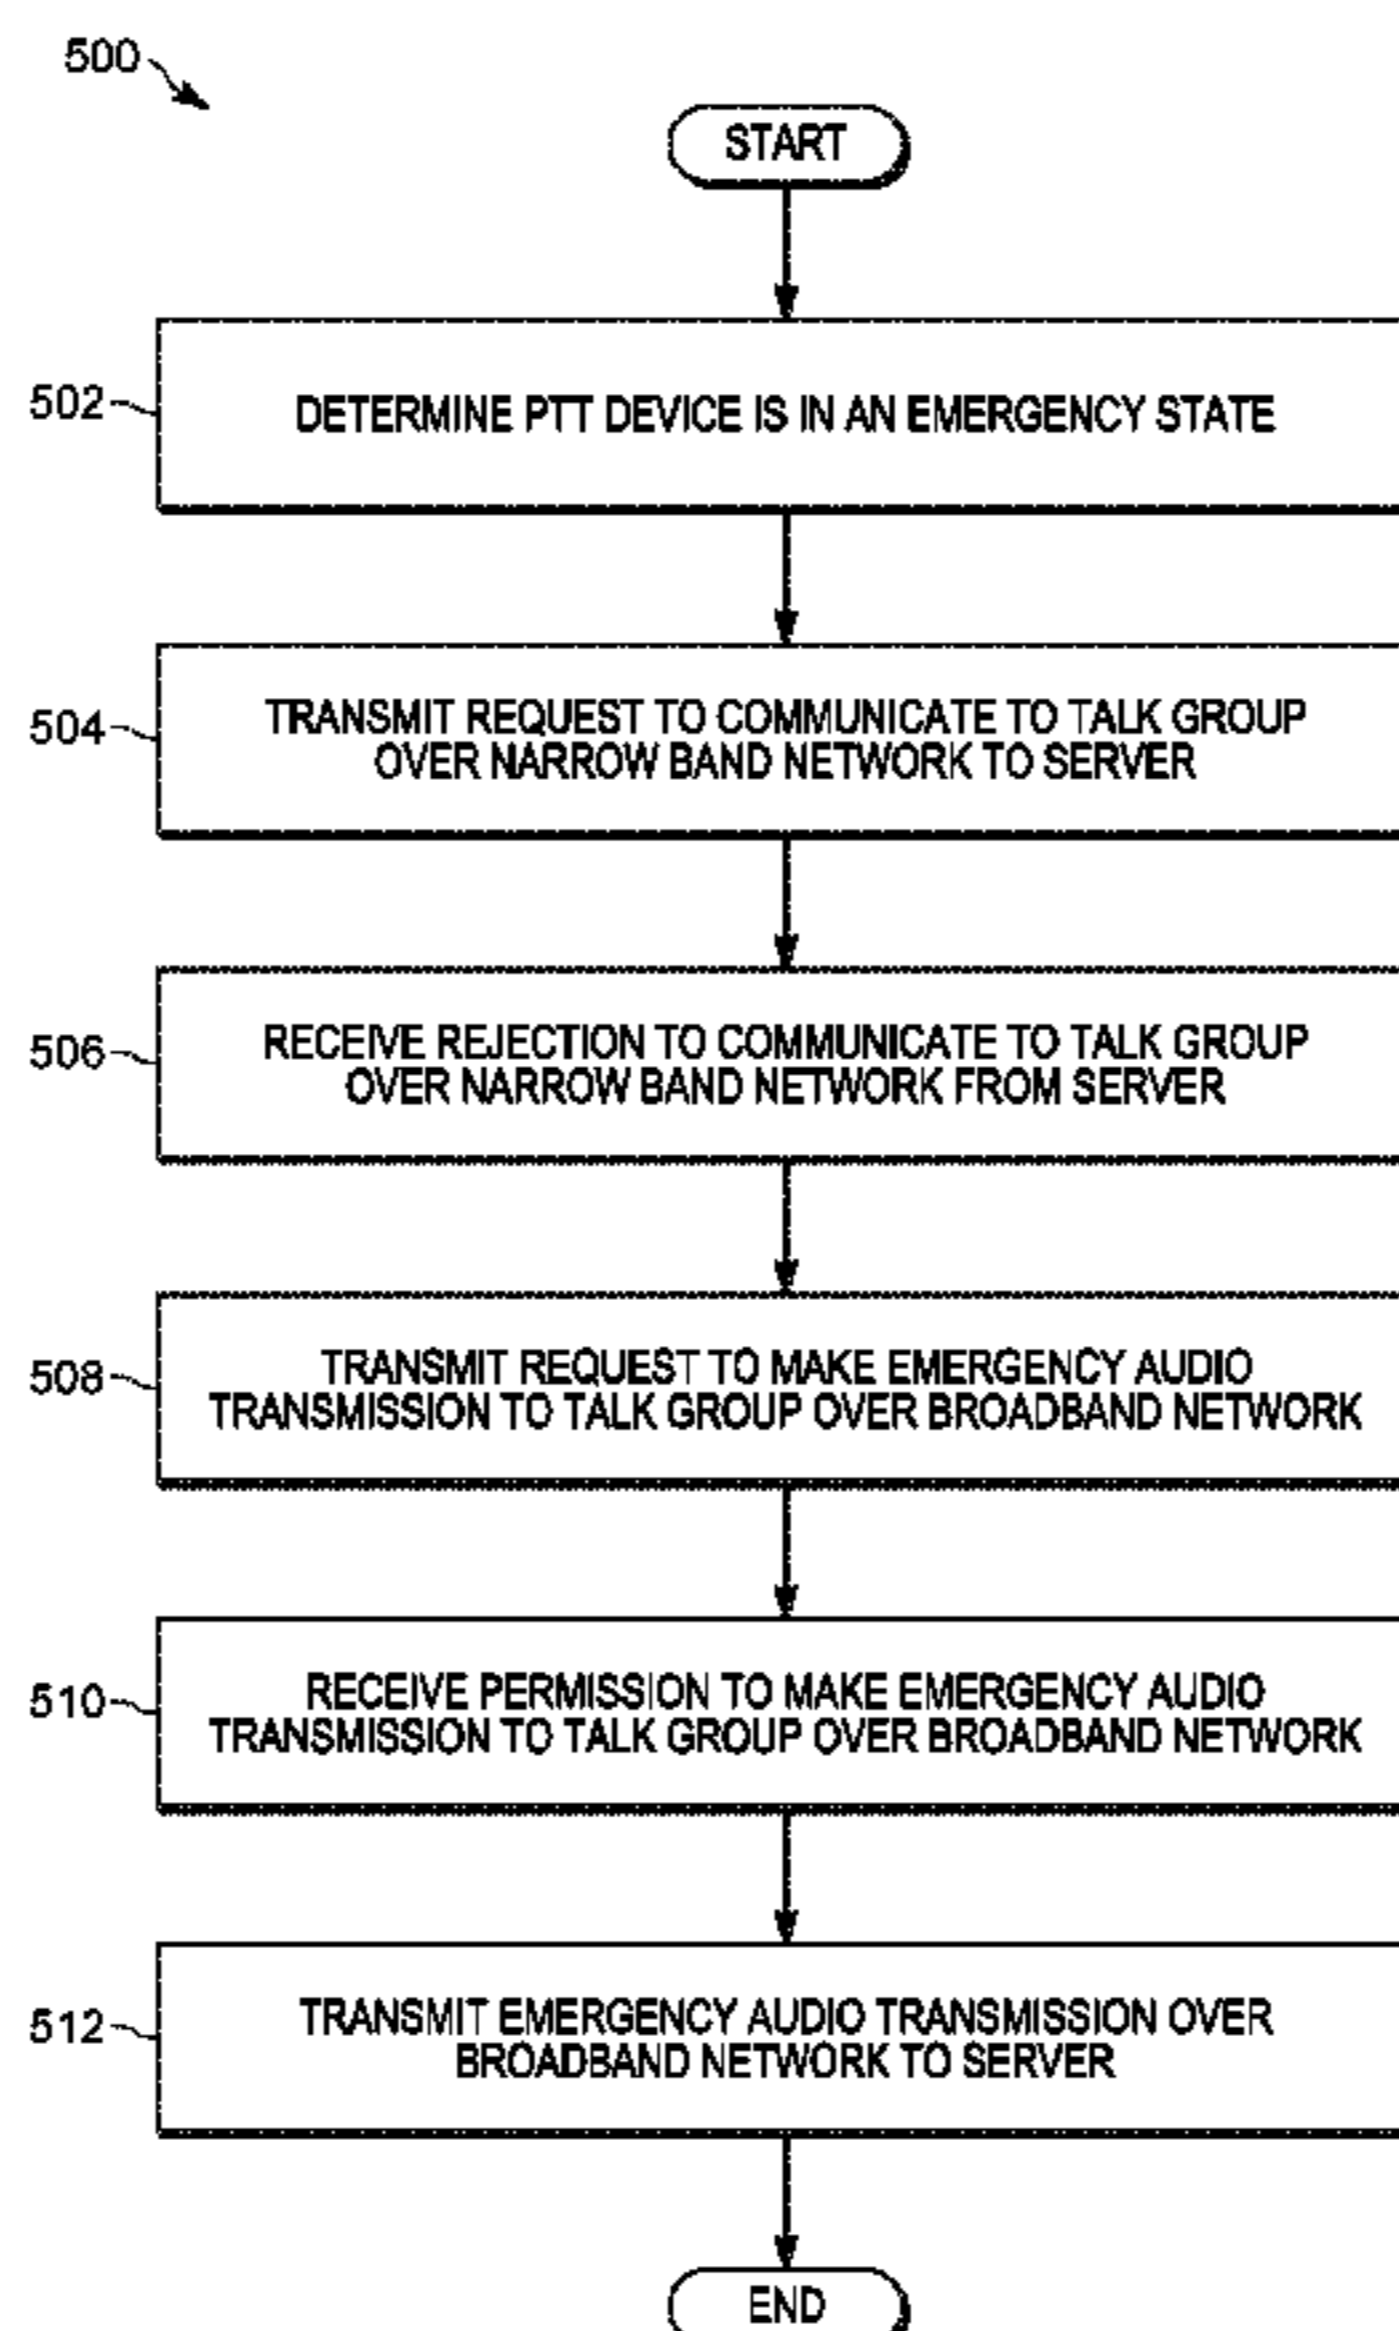 500
START
502
DETERMINE PTT DEVICE IS IN AN EMERGENCY STATE
504
TRANSMIT REQUEST TO COMMUNICATE TO TALK GROUP
OVER NARROW BAND NETWORK TO SERVER
506
RECEIVE REJECTION TO COMMUNICATE TO TALK GROUP
OVER NARROW BAND NETWORK FROM SERVER
508
TRANSMIT REQUEST TO MAKE EMERGENCY AUDIO
TRANSMISSION TO TALK GROUP OVER BROADBAND NETWORK
510
RECEIVE PERMISSION TO MAKE EMERGENCY AUDIO
TRANSMISSION TO TALK GROUP OVER BROADBAND NETWORK
512
TRANSMIT EMERGENCY AUDIO TRANSMISSION OVER
BROADBAND NETWORK TO SERVER
END